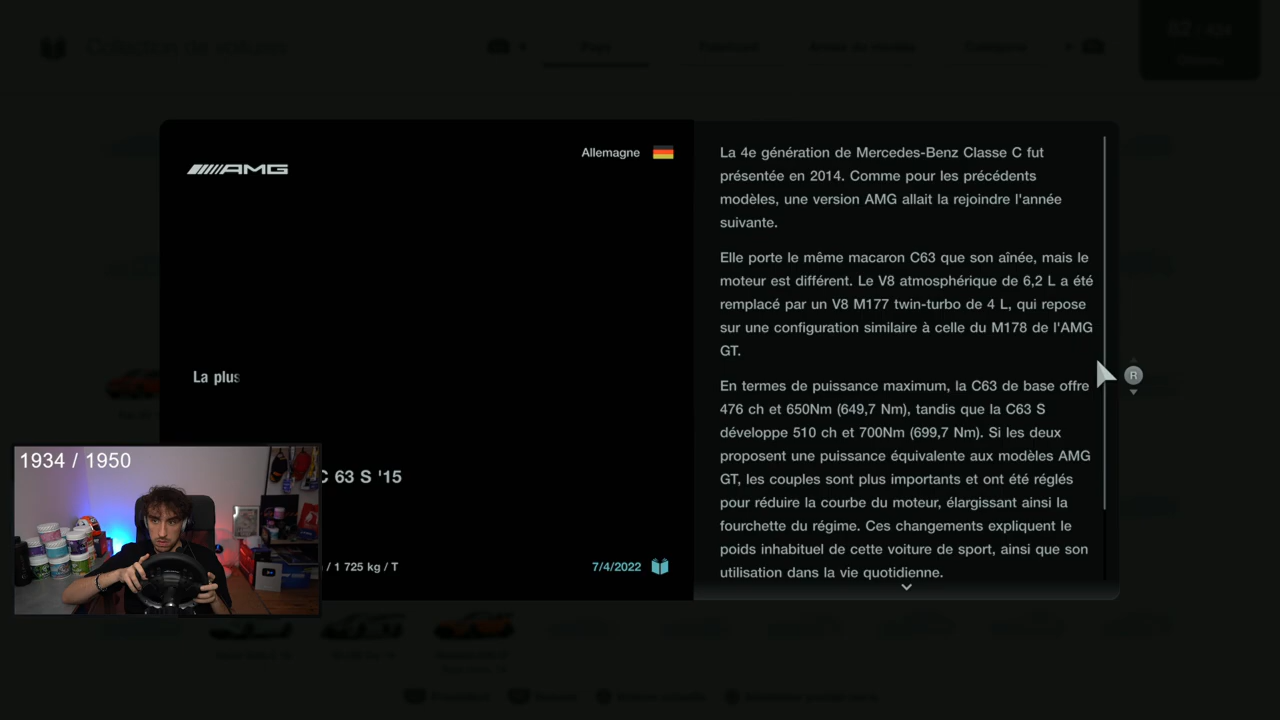 Collection de voitures
Pays
82 / 424
AMG
Allemagne
La 4e génération de Mercedes-Benz Classe C fut
présentée en 2014. Comme pour les précédents
modèles, une version AMG allait la rejoindre l'année
suivante.
Elle porte le même macaron C63 que son aînée, mais le
moteur est différent. Le V8 atmosphérique de 6,2 L a été
remplacé par un V8 M177 twin-turbo de 4 L, qui repose
sur une configuration similaire à celle du M178 de l'AMG
GT.
En termes de puissance maximum, la C63 de base offre
476 ch et 650Nm (649,7 Nm), tandis que la C63 S
développe 510 ch et 700Nm (699,7 Nm). Si les deux
proposent une puissance équivalente aux modèles AMG
GT, les couples sont plus importants et ont été réglés
pour réduire la courbe du moteur, élargissant ainsi la
fourchette du régime. Ces changements expliquent le
poids inhabituel de cette voiture de sport, ainsi que son
utilisation dans la vie quotidienne.
R
La plus
1934 / 1950
C 63 S '15
/ 1 725 kg / T
7/4/2022